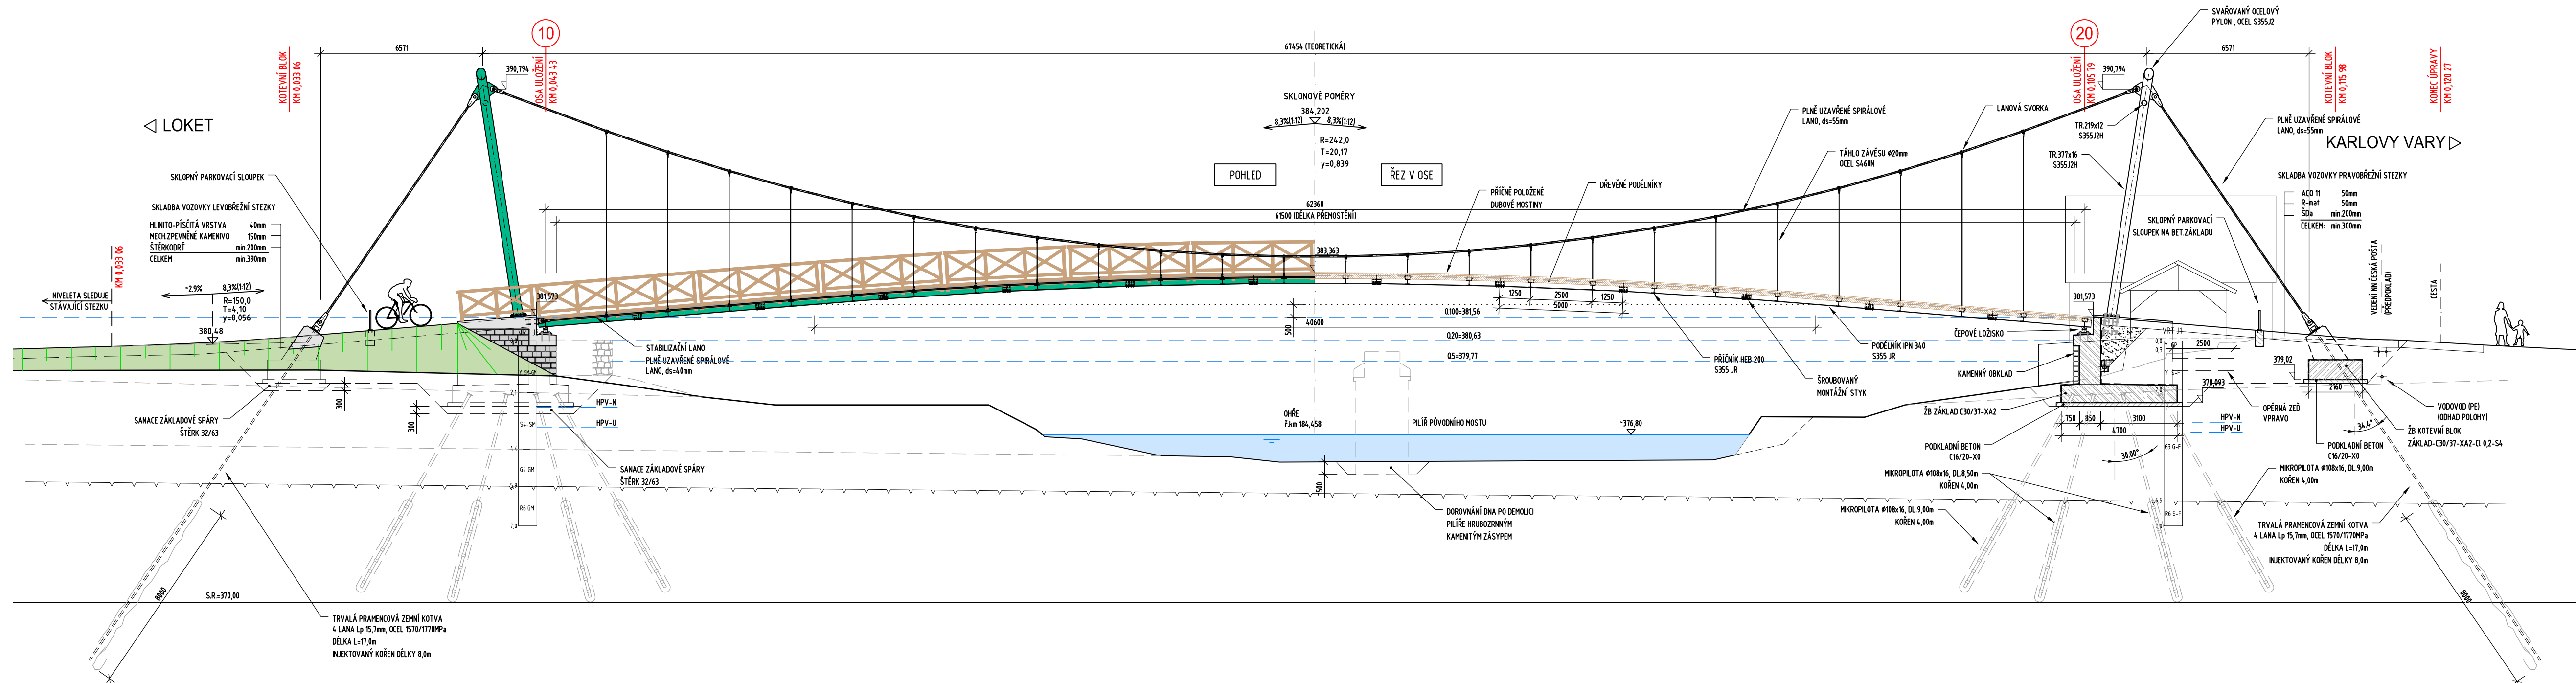 SVAŘOVANÝ OCELOVÝ
PYLON , OCEL S355J2
10
20
6571
67454 (TEORETICKÁ)
6571
KOTEVNÍ BLOK
KM 0,033 06
OSA ULOŽENÍ
KM 0,043 43
OSA ULOŽENÍ
KM 0,105 79
KOTEVNÍ BLOK
KM 0,115 98
KONEC ÚPRAVY
KM 0,120 27
390,794
390,794
SKLONOVÉ POMĚRY
384,202
8,3%(1:12)
8,3%(1:12)
R=242,0
T=20,17
y=0,839
LOKET
KARLOVY VARY
PLNĚ UZAVŘENÉ SPIRÁLOVÉ
LANO, ds=55mm
LANOVÁ SVORKA
TR.219x12
S355J2H
PLNĚ UZAVŘENÉ SPIRÁLOVÉ
LANO, ds=55mm
TR.377x16
S355J2H
TÁHLO ZÁVĚSU Ø20mm
OCEL S460N
POHLED
ŘEZ V OSE
PŘÍČNĚ POLOŽENÉ
DUBOVÉ MOSTINY
DŘEVĚNÉ PODÉLNÍKY
SKLOPNÝ PARKOVACÍ SLOUPEK
SKLADBA VOZOVKY LEVOBŘEŽNÍ STEZKY
HLINITO-PÍSČITÁ VRSTVA 40mm
MECH.ZPEVNĚNÉ KAMENIVO 150mm
ŠTĚRKODRŤ min.200mm
CELKEM min.390mm
SKLADBA VOZOVKY PRAVOBŘEŽNÍ STEZKY
ACO 11 50mm
R-mat 50mm
ŠDa min.200mm
CELKEM: min.300mm
SKLOPNÝ PARKOVACÍ
SLOUPEK NA BET.ZÁKLADU
62360
61500 (DÉLKA PŘEMOSTĚNÍ)
KM 0,033 06
VEDENÍ NN (ČESKÁ POŠTA)
(PŘEDPOKLAD)
CESTA
NIVELETA SLEDUJE
STÁVAJÍCÍ STEZKU
~2.9%
8,3%(1:12)
R=150,0
T=4,10
y=0,056
380,48
381,573
383,363
381,573
1250
2500
1250
5000
Q100=381,56
Q20=380,63
Q5=379,77
500
40600
STABILIZAČNÍ LANO
PLNĚ UZAVŘENÉ SPIRÁLOVÉ
LANO, ds=40mm
PŘÍČNÍK HEB 200
S355 JR
PODÉLNÍK IPN 340
S355 JR
ŠROUBOVANÝ
MONTÁŽNÍ STYK
ČEPOVÉ LOŽISKO
KAMENNÝ OBKLAD
2500
379,02
378,093
2160
ŽB ZÁKLAD C30/37-XA2
OPĚRNÁ ZEĎ
VPRAVO
VODOVOD (PE)
(ODHAD POLOHY)
ŽB KOTEVNÍ BLOK
ZÁKLAD-C30/37-XA2-Cl 0,2-S4
PODKLADNÍ BETON
C16/20-X0
PODKLADNÍ BETON
C16/20-X0
750
850
3100
4700
30.00°
34,4°
HPV-N
HPV-U
HPV-N
HPV-U
300
300
SANACE ZÁKLADOVÉ SPÁRY
ŠTĚRK 32/63
SANACE ZÁKLADOVÉ SPÁRY
ŠTĚRK 32/63
2,1
S4-SM
4,4
G4 GM
5,9
R6 GM
7,0
OHŘE
ř.km 184,458
PILÍŘ PŮVODNÍHO MOSTU
~376,80
~500
DOROVNÁNÍ DNA PO DEMOLICI
PILÍŘE HRUBOZRNNÝM
KAMENITÝM ZÁSYPEM
MIKROPILOTA Ø108x16, DL.8,50m
KOŘEN 4,00m
MIKROPILOTA Ø108x16, DL.9,00m
KOŘEN 4,00m
MIKROPILOTA Ø108x16, DL.9,00m
KOŘEN 4,00m
G3 G-F
R6 S-F
TRVALÁ PRAMENCOVÁ ZEMNÍ KOTVA
4 LANA Lp 15,7mm, OCEL 1570/1770MPa
DÉLKA L=17,0m
INJEKTOVANÝ KOŘEN DÉLKY 8,0m
S.R.=370,00
8000
8000
TRVALÁ PRAMENCOVÁ ZEMNÍ KOTVA
4 LANA Lp 15,7mm, OCEL 1570/1770MPa
DÉLKA L=17,0m
INJEKTOVANÝ KOŘEN DÉLKY 8,0m